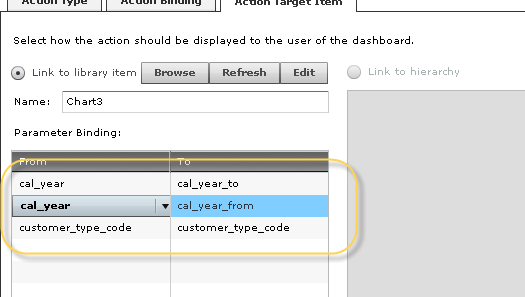 Action Type Action Binding Action Target Item
Select how the action should be displayed to the user of the dashboard.
Link to library item Browse Refresh Edit Link to hierarchy
Name: Chart3
Parameter Binding:
From To
cal_year cal_year_to
cal_year cal_year_from
customer_type_code customer_type_code